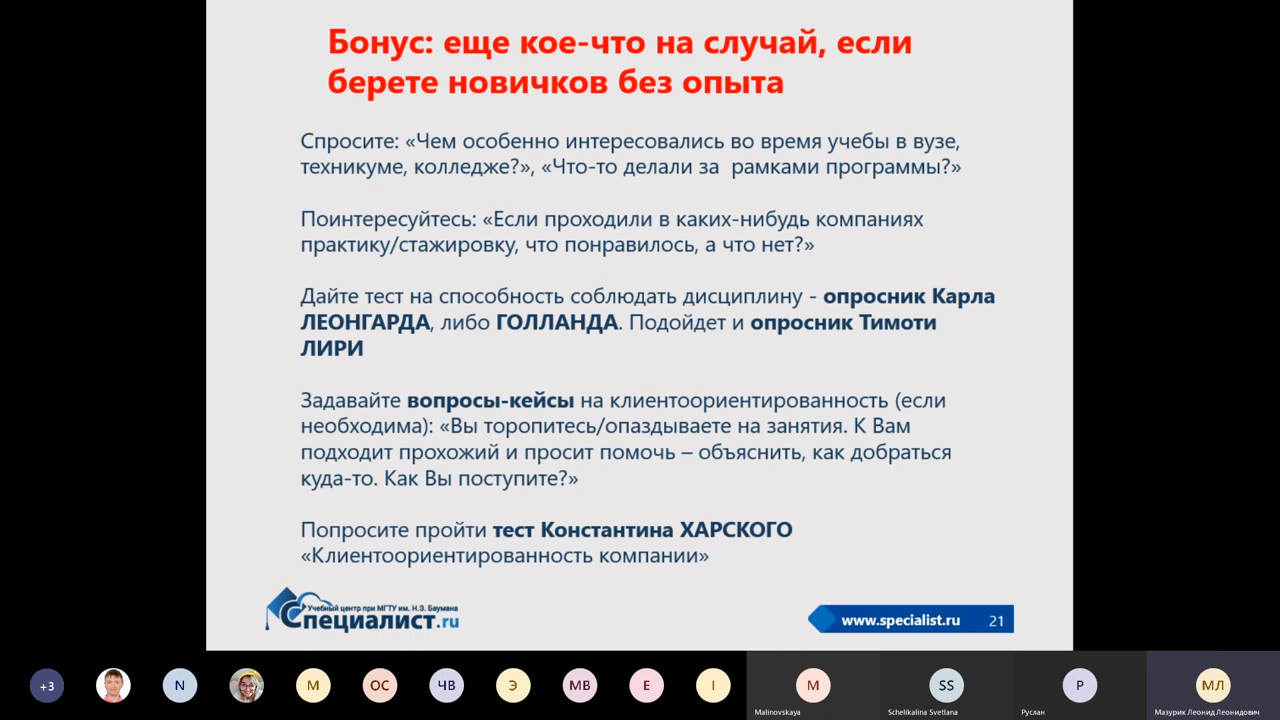 Бонус: еще кое-что на случай, если
берете новичков без опыта
Спросите: «Чем особенно интересовались во время учебы в вузе,
техникуме, колледже?», «Что-то делали за  рамками программы?»
Поинтересуйтесь: «Если проходили в каких-нибудь компаниях
практику/стажировку, что понравилось, а что нет?»
Дайте тест на способность соблюдать дисциплину - опросник Карла
ЛЕОНГАРДА, либо ГОЛЛАНДА. Подойдет и опросник Тимоти
ЛИРИ
Задавайте вопросы-кейсы на клиентоориентированность (если
необходима): «Вы торопитесь/опаздываете на занятия. К Вам
подходит прохожий и просит помочь – объяснить, как добраться
куда-то. Как Вы поступите?»
Попросите пройти тест Константина ХАРСКОГО
«Клиентоориентированность компании»
Учебный центр при МГТУ им. Н.Э. Баумана
Специалист.ru
www.specialist.ru 21
+3 N М ОС ЧВ Э МВ Е I M SS Р МЛ
Malinovskaya Schelikalina Svetlana Руслан Мазурик Леонид Леонидович